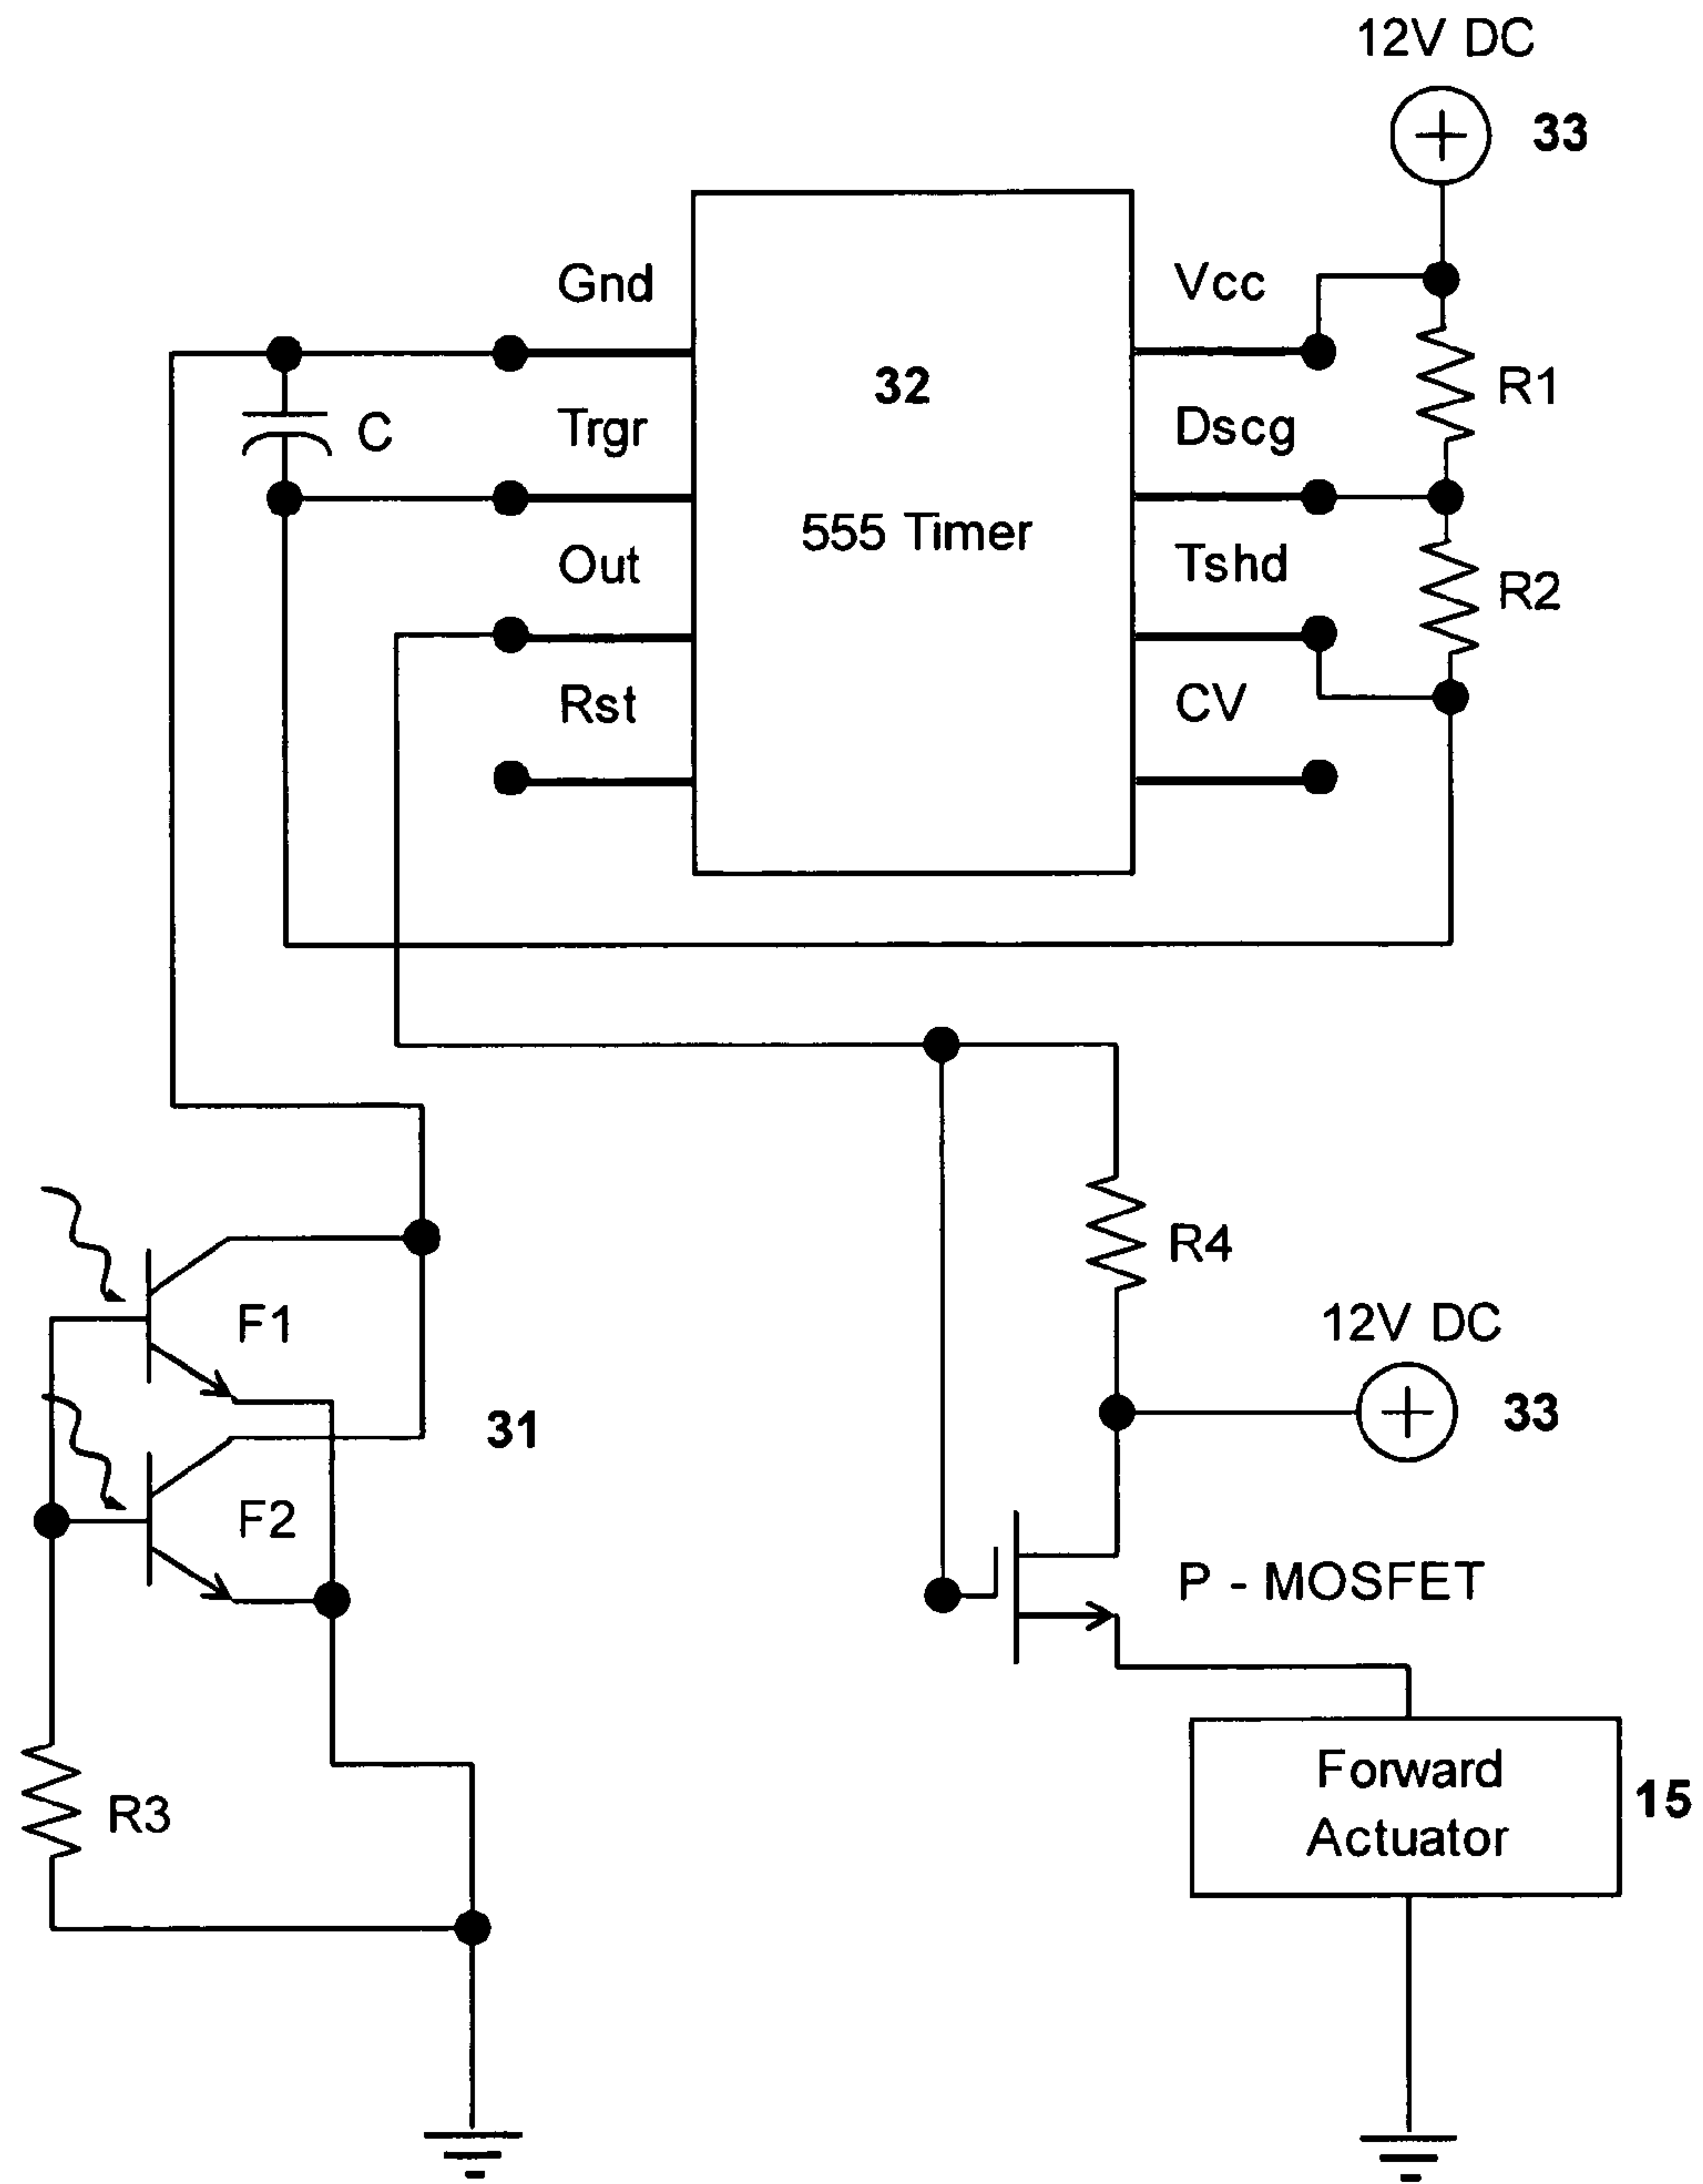 12V DC
33
Gnd
Vcc
32
R1
C
Trgr
Dscg
555 Timer
Out
Tshd
R2
Rst
CV
R4
F1
12V DC
33
31
F2
P - MOSFET
Forward
Actuator
15
R3